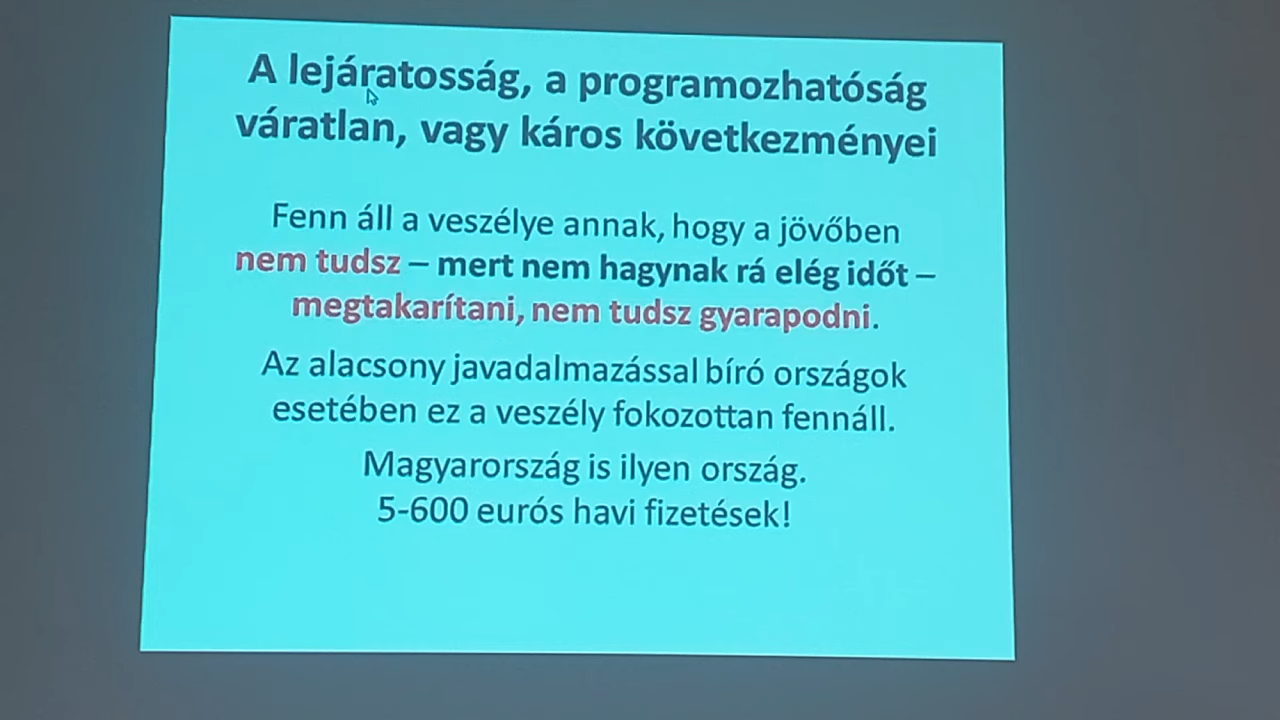 A lejáratosság, a programozhatóság
váratlan, vagy káros következményei
Fenn áll a veszélye annak, hogy a jövőben
nem tudsz – mert nem hagynak rá elég időt –
megtakarítani, nem tudsz gyarapodni.
Az alacsony javadalmazással bíró országok
esetében ez a veszély fokozottan fennáll.
Magyarország is ilyen ország.
5-600 eurós havi fizetések!